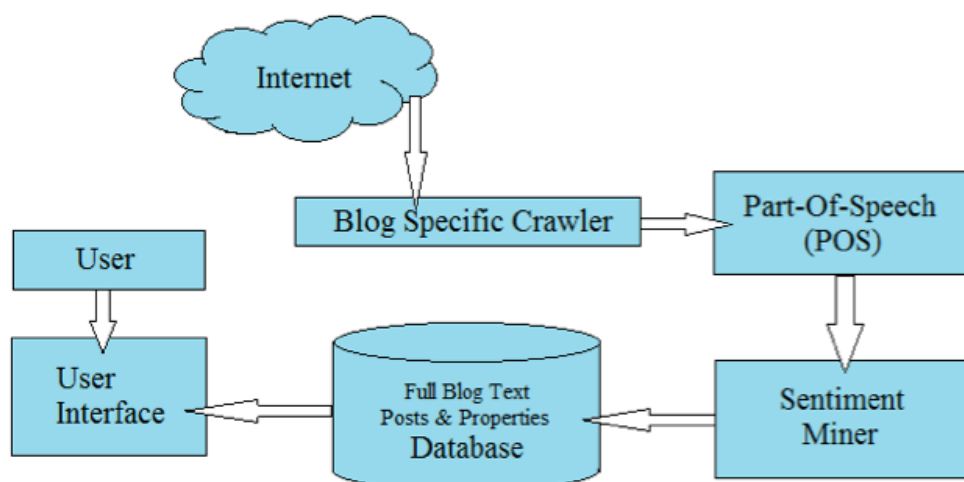 Internet
Blog Specific Crawler
Part-Of-Speech
(POS)
User
User
Interface
Full Blog Text
Posts & Properties
Database
Sentiment
Miner